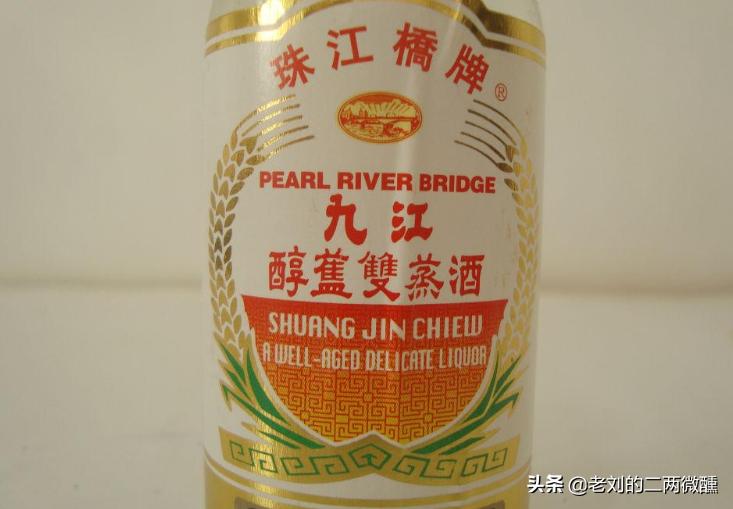 珠江橋牌®
PEARL RIVER BRIDGE
九江
醇舊雙蒸酒
SHUANG JIN CHIEW
A WELL-AGED DELICATE LIQUOR
头条 @老刘的二两微醺